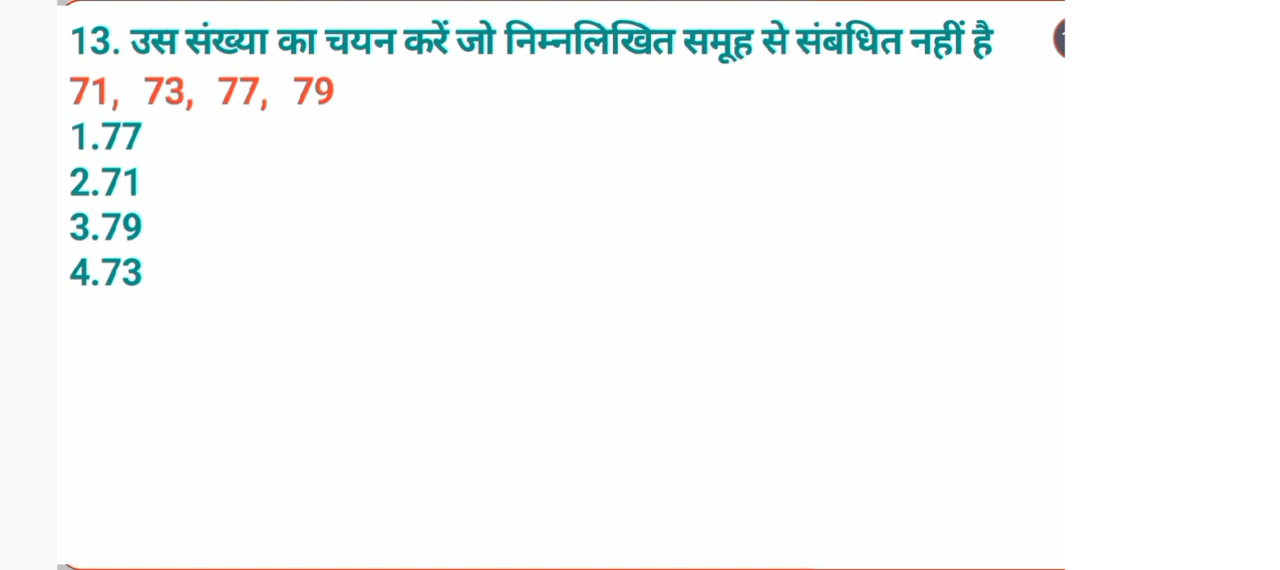 13. उस संख्या का चयन करें जो निम्नलिखित समूह से संबंधित नहीं है
71, 73, 77, 79
1.77
2.71
3.79
4.73